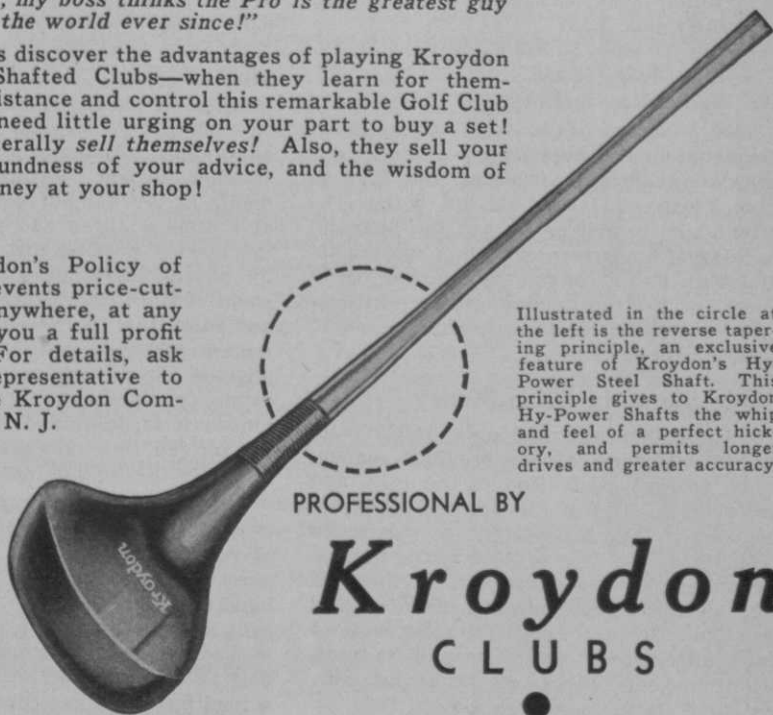 , my boss thinks the Pro is the greatest guy
the world ever since!"
s discover the advantages of playing Kroydon
Shafted Clubs—when they learn for them-
istance and control this remarkable Golf Club
need little urging on your part to buy a set!
erally sell themselves! Also, they sell your
undness of your advice, and the wisdom of
ney at your shop!
don's Policy of
events price-cut-
nywhere, at any
you a full profit
For details, ask
epresentative to
Kroydon Com-
N. J.
Illustrated in the circle at
the left is the reverse taper-
ing principle, an exclusive
feature of Kroydon's Hy-
Power Steel Shaft. This
principle gives to Kroydon
Hy-Power Shafts the whip
and feel of a perfect hick-
ory, and permits longer
drives and greater accuracy.
Kroydon
PROFESSIONAL BY
Kroydon
CLUBS